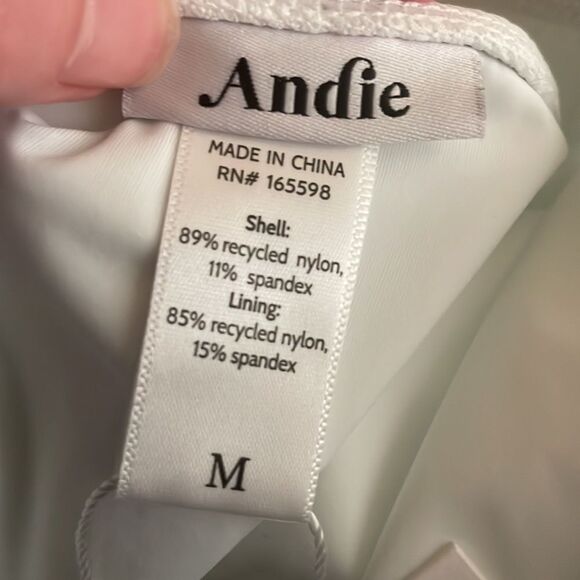 Andie
MADE IN CHINA
RN# 165598
Shell:
89% recycled nylon,
11% spandex
Lining:
85% recycled nylon,
15% spandex
M